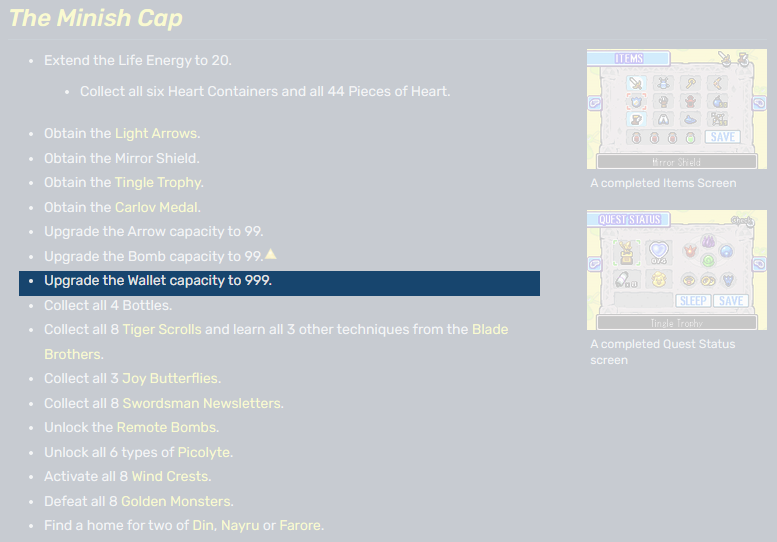 The Minish Cap
Extend the Life Energy to 20.
Collect all six Heart Containers and all 44 Pieces of Heart.
Obtain the Light Arrows.
Obtain the Mirror Shield.
Obtain the Tingle Trophy.
Obtain the Carlov Medal.
Upgrade the Arrow capacity to 99.
Upgrade the Bomb capacity to 99.
Upgrade the Wallet capacity to 999.
Collect all 4 Bottles.
Collect all 8 Tiger Scrolls and learn all 3 other techniques from the Blade
Brothers.
Collect all 3 Joy Butterflies.
Collect all 8 Swordsman Newsletters.
Unlock the Remote Bombs.
Unlock all 6 types of Picolyte.
Activate all 8 Wind Crests.
Defeat all 8 Golden Monsters.
Find a home for two of Din, Nayru or Farore.
ITEMS
SAVE
Mirror Shield
A completed Items Screen
QUEST STATUS
SLEEP SAVE
Tingle Trophy
A completed Quest Status
screen